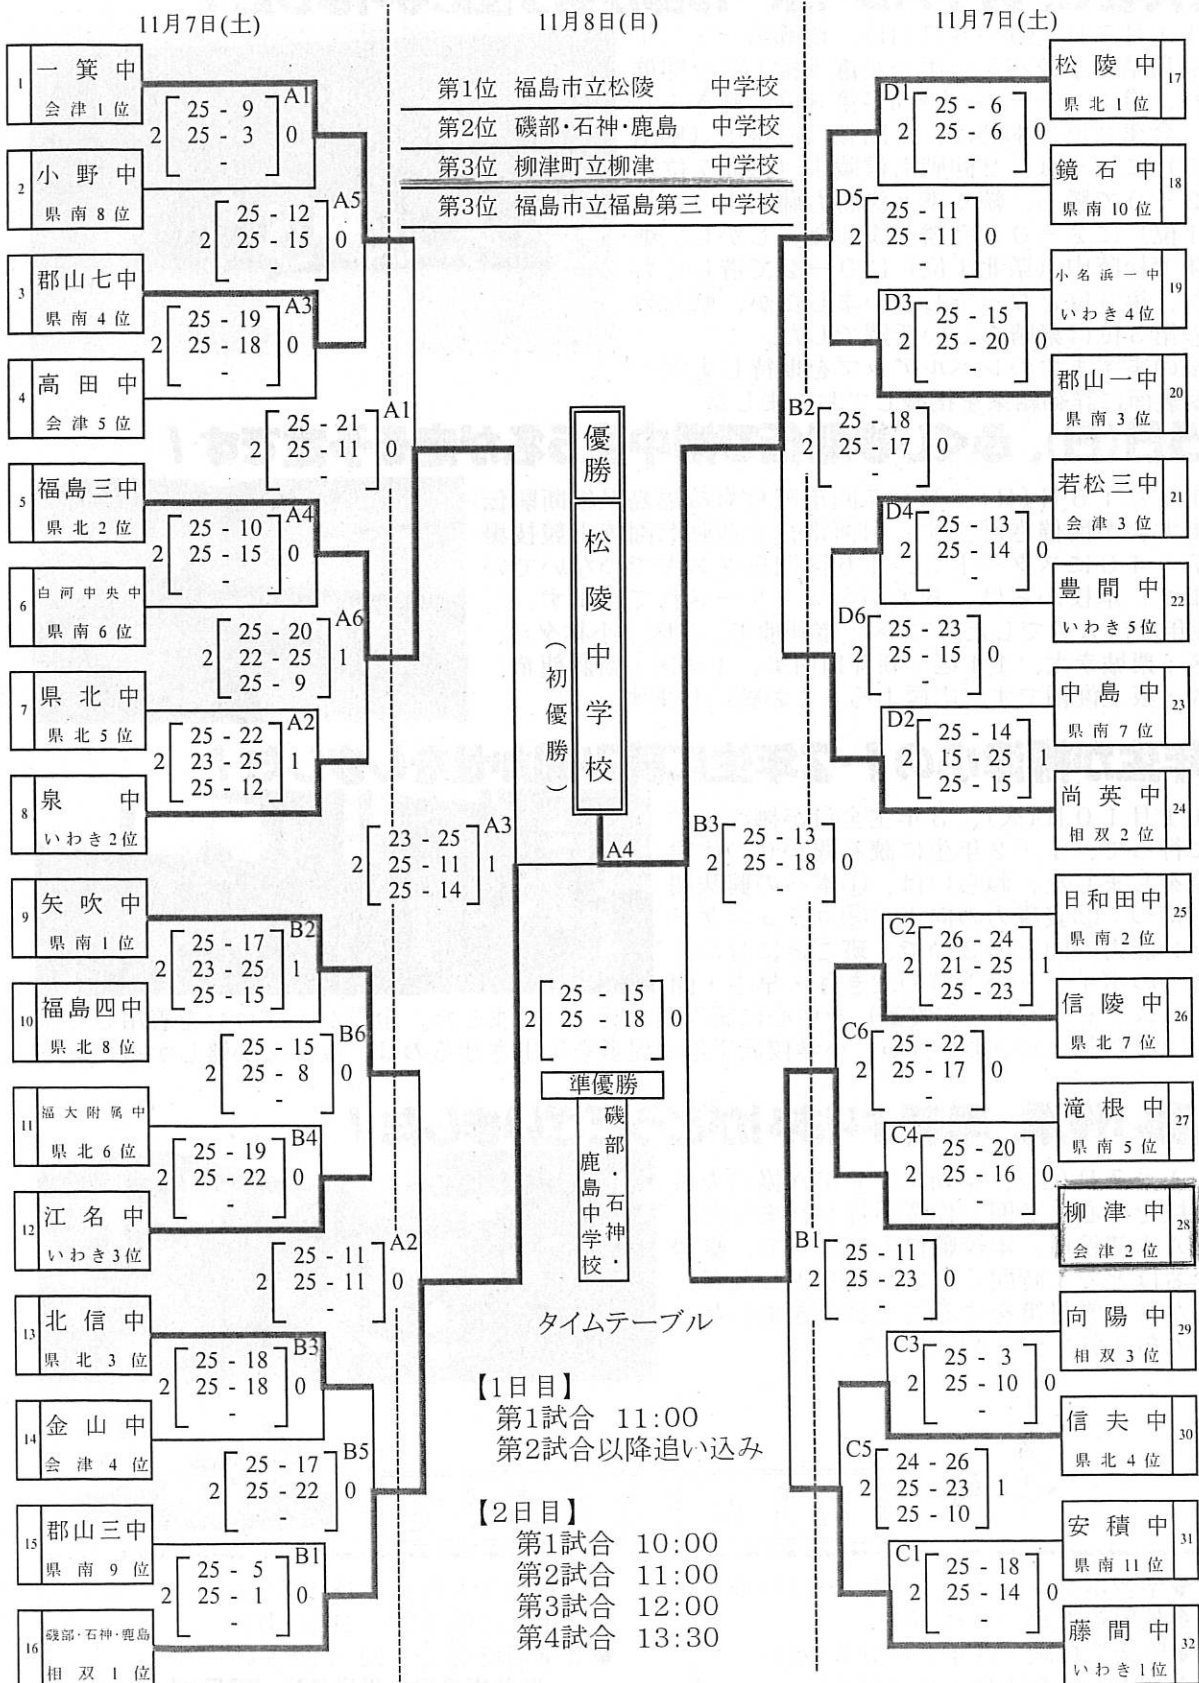 11月7日(土)
11月8日(日)
11月7日(土)
第1位 福島市立松陵 中学校
第2位 磯部・石神・鹿島 中学校
第3位 柳津町立柳津 中学校
第3位 福島市立福島第三 中学校
1 一箕中
会津1位
2 小野中
県南8位
3 郡山七中
県南4位
4 高田中
会津5位
5 福島三中
県北2位
6 白河中央中
県南6位
7 県北中
県北5位
8 泉中
いわき2位
9 矢吹中
県南1位
10 福島四中
県北8位
11 福大附属中
県北6位
12 江名中
いわき3位
13 北信中
県北3位
14 金山中
会津4位
15 郡山三中
県南9位
16 磯部・石神・鹿島
相双1位
A1
25 - 9
2 25 - 3 0
-
A5
25 - 12
2 25 - 15 0
-
A3
25 - 19
2 25 - 18 0
-
A1
25 - 21
2 25 - 11 0
-
A4
25 - 10
2 25 - 15 0
-
A6
25 - 20
2 22 - 25 1
25 - 9
A2
25 - 22
2 23 - 25 1
25 - 12
A3
23 - 25
2 25 - 11 1
25 - 14
B2
25 - 17
2 23 - 25 1
25 - 15
B6
25 - 15
2 25 - 8 0
-
B4
25 - 19
2 25 - 22 0
-
A2
25 - 11
2 25 - 11 0
-
B3
25 - 18
2 25 - 18 0
-
B5
25 - 17
2 25 - 22 0
-
B1
25 - 5
2 25 - 1 0
-
優勝
松陵中学校
(初優勝)
A4
25 - 15
2 25 - 18 0
-
準優勝
磯部・石神・
鹿島中学校
タイムテーブル
【1日目】
第1試合 11:00
第2試合以降追い込み
【2日目】
第1試合 10:00
第2試合 11:00
第3試合 12:00
第4試合 13:30
D1
25 - 6
2 25 - 6 0
-
D5
25 - 11
2 25 - 11 0
-
D3
25 - 15
2 25 - 20 0
-
B2
25 - 18
2 25 - 17 0
-
D4
25 - 13
2 25 - 14 0
-
D6
25 - 23
2 25 - 15 0
-
D2
25 - 14
2 15 - 25 1
25 - 15
B3
25 - 13
2 25 - 18 0
-
C2
26 - 24
2 21 - 25 1
25 - 23
C6
25 - 22
2 25 - 17 0
-
C4
25 - 20
2 25 - 16 0
-
B1
25 - 11
2 25 - 23 0
-
C3
25 - 3
2 25 - 10 0
-
C5
24 - 26
2 25 - 23 1
25 - 10
C1
25 - 18
2 25 - 14 0
-
松陵中 17
県北1位
鏡石中 18
県南10位
小名浜一中 19
いわき4位
郡山一中 20
県南3位
若松三中 21
会津3位
豊間中 22
いわき5位
中島中 23
県南7位
尚英中 24
相双2位
日和田中 25
県南2位
信陵中 26
県北7位
滝根中 27
県南5位
柳津中 28
会津2位
向陽中 29
相双3位
信夫中 30
県北4位
安積中 31
県南11位
藤間中 32
いわき1位